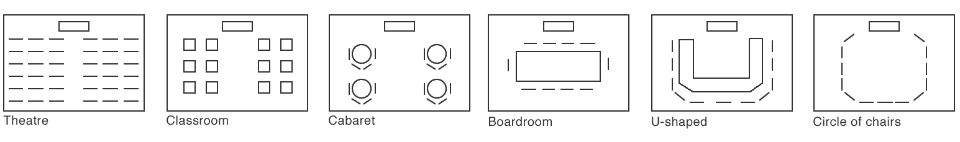 Theatre
Classroom
Cabaret
Boardroom
U-shaped
Circle of chairs